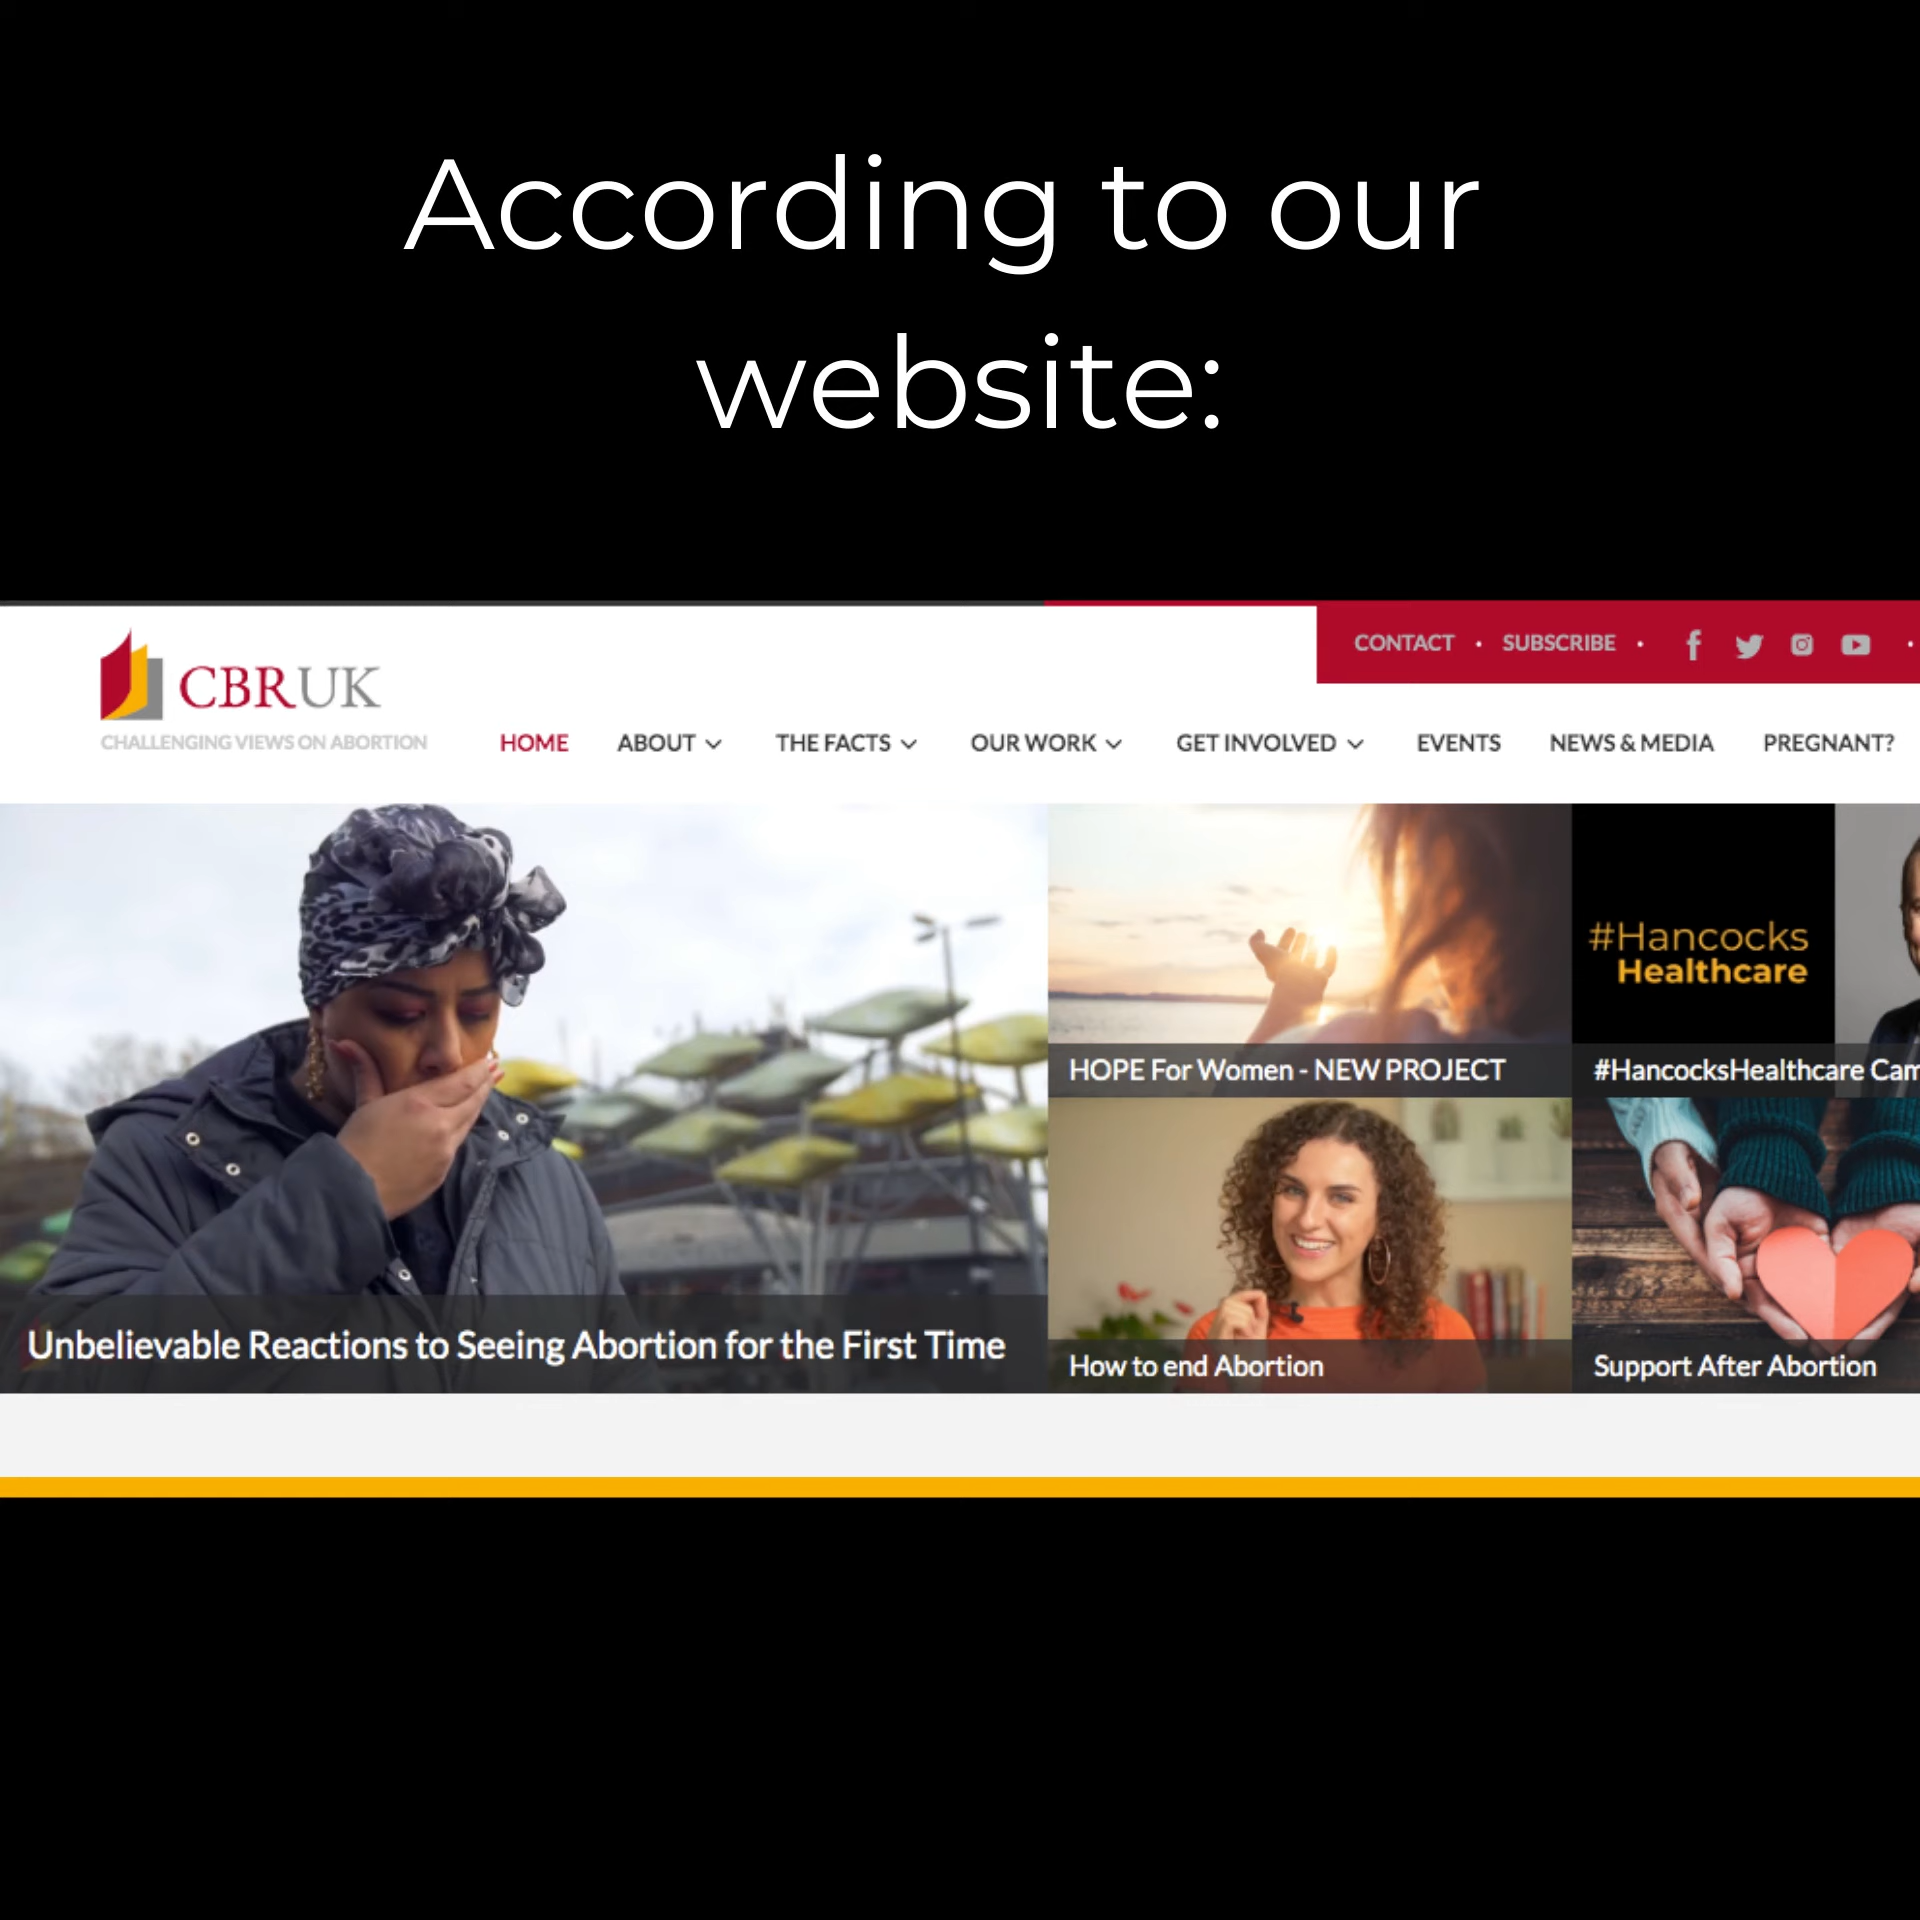 According to our
website:
CONTACT • SUBSCRIBE •
CBRUK
CHALLENGING VIEWS ON ABORTION
HOME ABOUT THE FACTS OUR WORK GET INVOLVED EVENTS NEWS & MEDIA PREGNANT?
#Hancocks
Healthcare
HOPE For Women - NEW PROJECT
#HancocksHealthcare Cam
Unbelievable Reactions to Seeing Abortion for the First Time
How to end Abortion
Support After Abortion